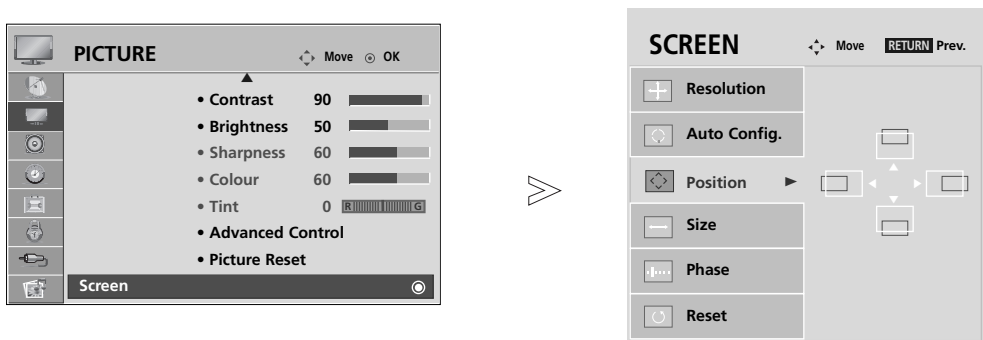 PICTURE Move OK
• Contrast 90
• Brightness 50
• Sharpness 60
• Colour 60
• Tint 0 R G
• Advanced Control
• Picture Reset
Screen
SCREEN Move RETURN Prev.
Resolution
Auto Config.
Position
Size
Phase
Reset